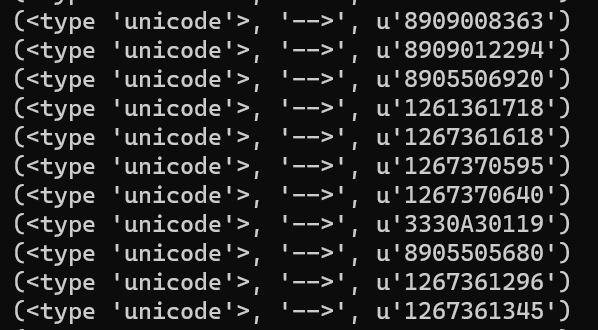 (<type 'unicode'>, '-->', u'8909008363')
(<type 'unicode'>, '-->', u'8909012294')
(<type 'unicode'>, '-->', u'8905506920')
(<type 'unicode'>, '-->', u'1261361718')
(<type 'unicode'>, '-->', u'1267361618')
(<type 'unicode'>, '-->', u'1267370595')
(<type 'unicode'>, '-->', u'1267370640')
(<type 'unicode'>, '-->', u'3330A30119')
(<type 'unicode'>, '-->', u'8905505680')
(<type 'unicode'>, '-->', u'1267361296')
(<type 'unicode'>, '-->', u'1267361345')